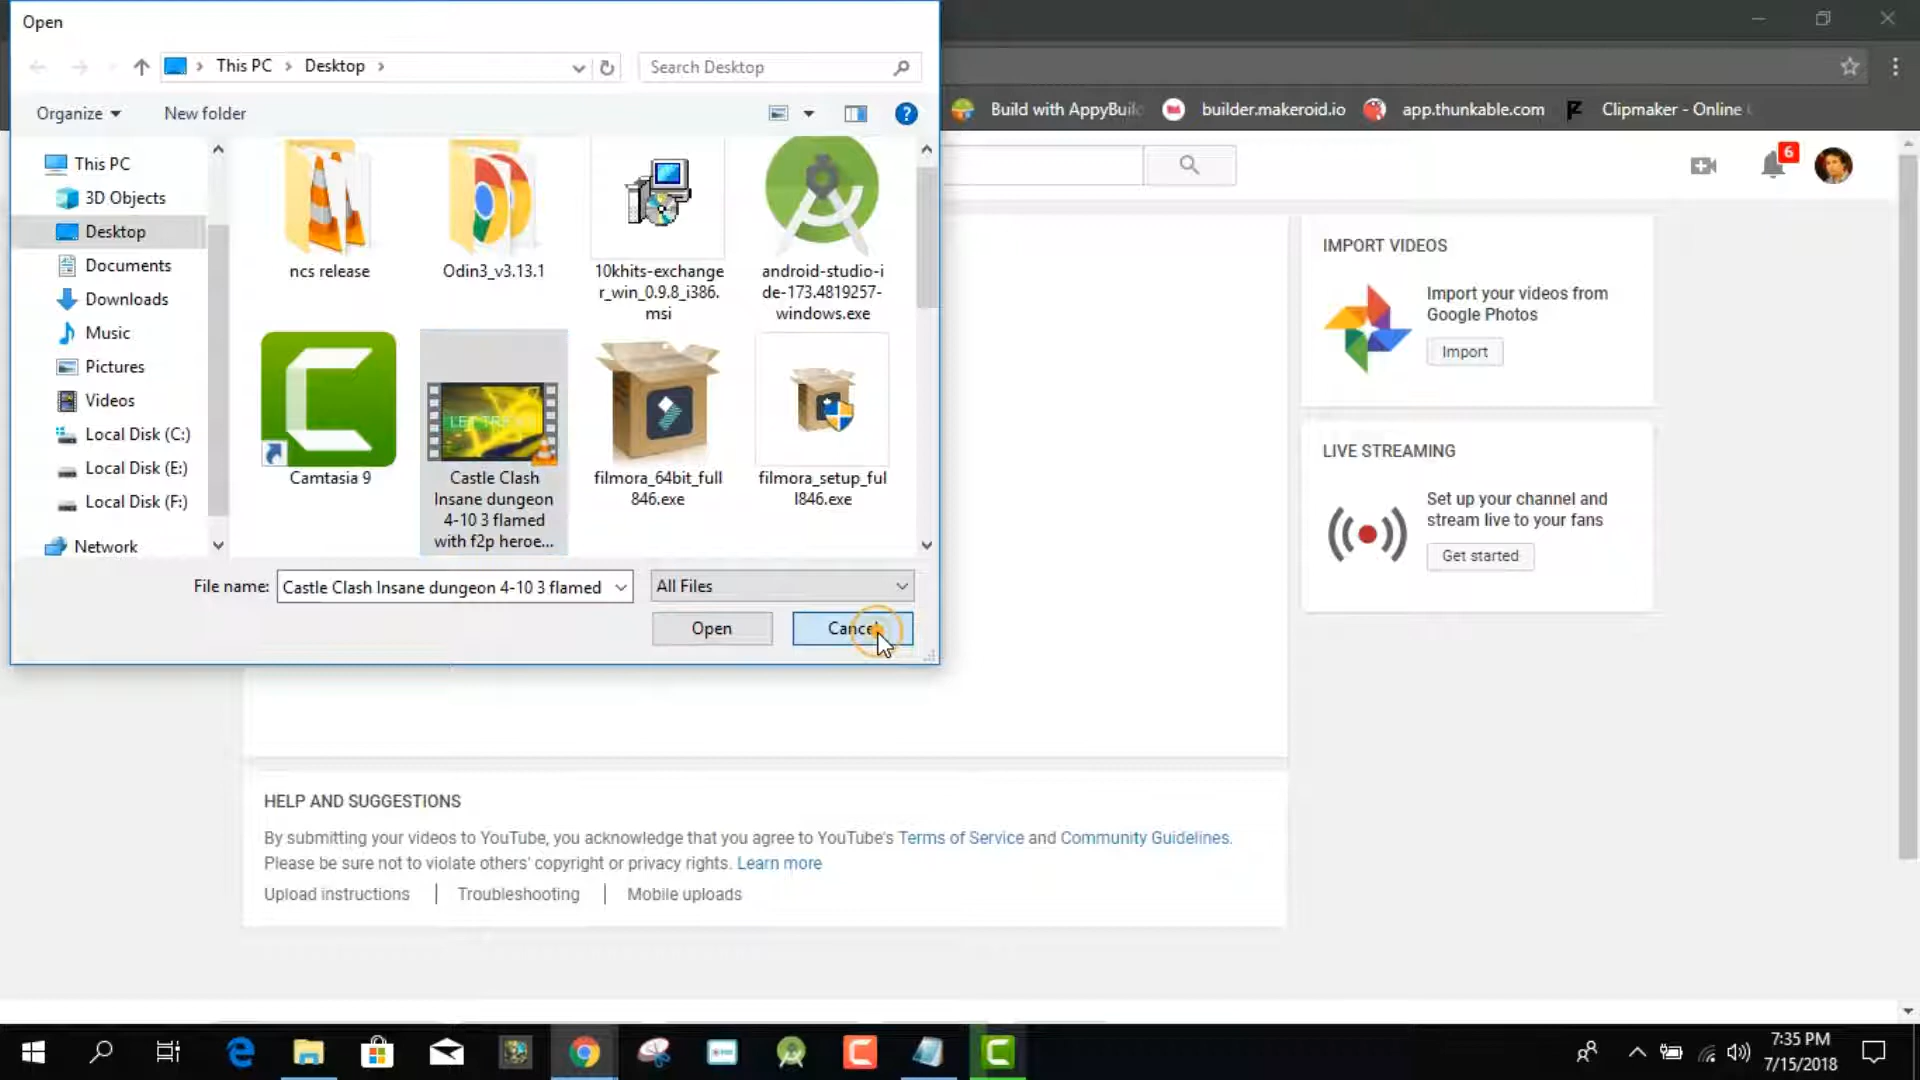 Open
This PC
Desktop
Search Desktop
Organize
New folder
Build with AppyBuil
builder.makeroid.io
app.thunkable.com
Clipmaker - Online
This PC
3D Objects
Desktop
Documents
Downloads
Music
Pictures
Videos
Local Disk (C:)
Local Disk (E:)
Local Disk (F:)
Network
ncs release
Odin3_v3.13.1
10khits-exchange
r_win_0.9.8_i386.
msi
android-studio-i
de-173.4819257-
windows.exe
Camtasia 9
Castle Clash
Insane dungeon
4-10 3 flamed
with f2p heroe...
filmora_64bit_full
846.exe
filmora_setup_ful
l846.exe
File name:
Castle Clash Insane dungeon 4-10 3 flamed
All Files
Open
Cancel
6
IMPORT VIDEOS
Import your videos from
Google Photos
Import
LIVE STREAMING
Set up your channel and
stream live to your fans
Get started
HELP AND SUGGESTIONS
By submitting your videos to YouTube, you acknowledge that you agree to YouTube's Terms of Service and Community Guidelines.
Please be sure not to violate others' copyright or privacy rights. Learn more
Upload instructions | Troubleshooting | Mobile uploads
7:35 PM
7/15/2018